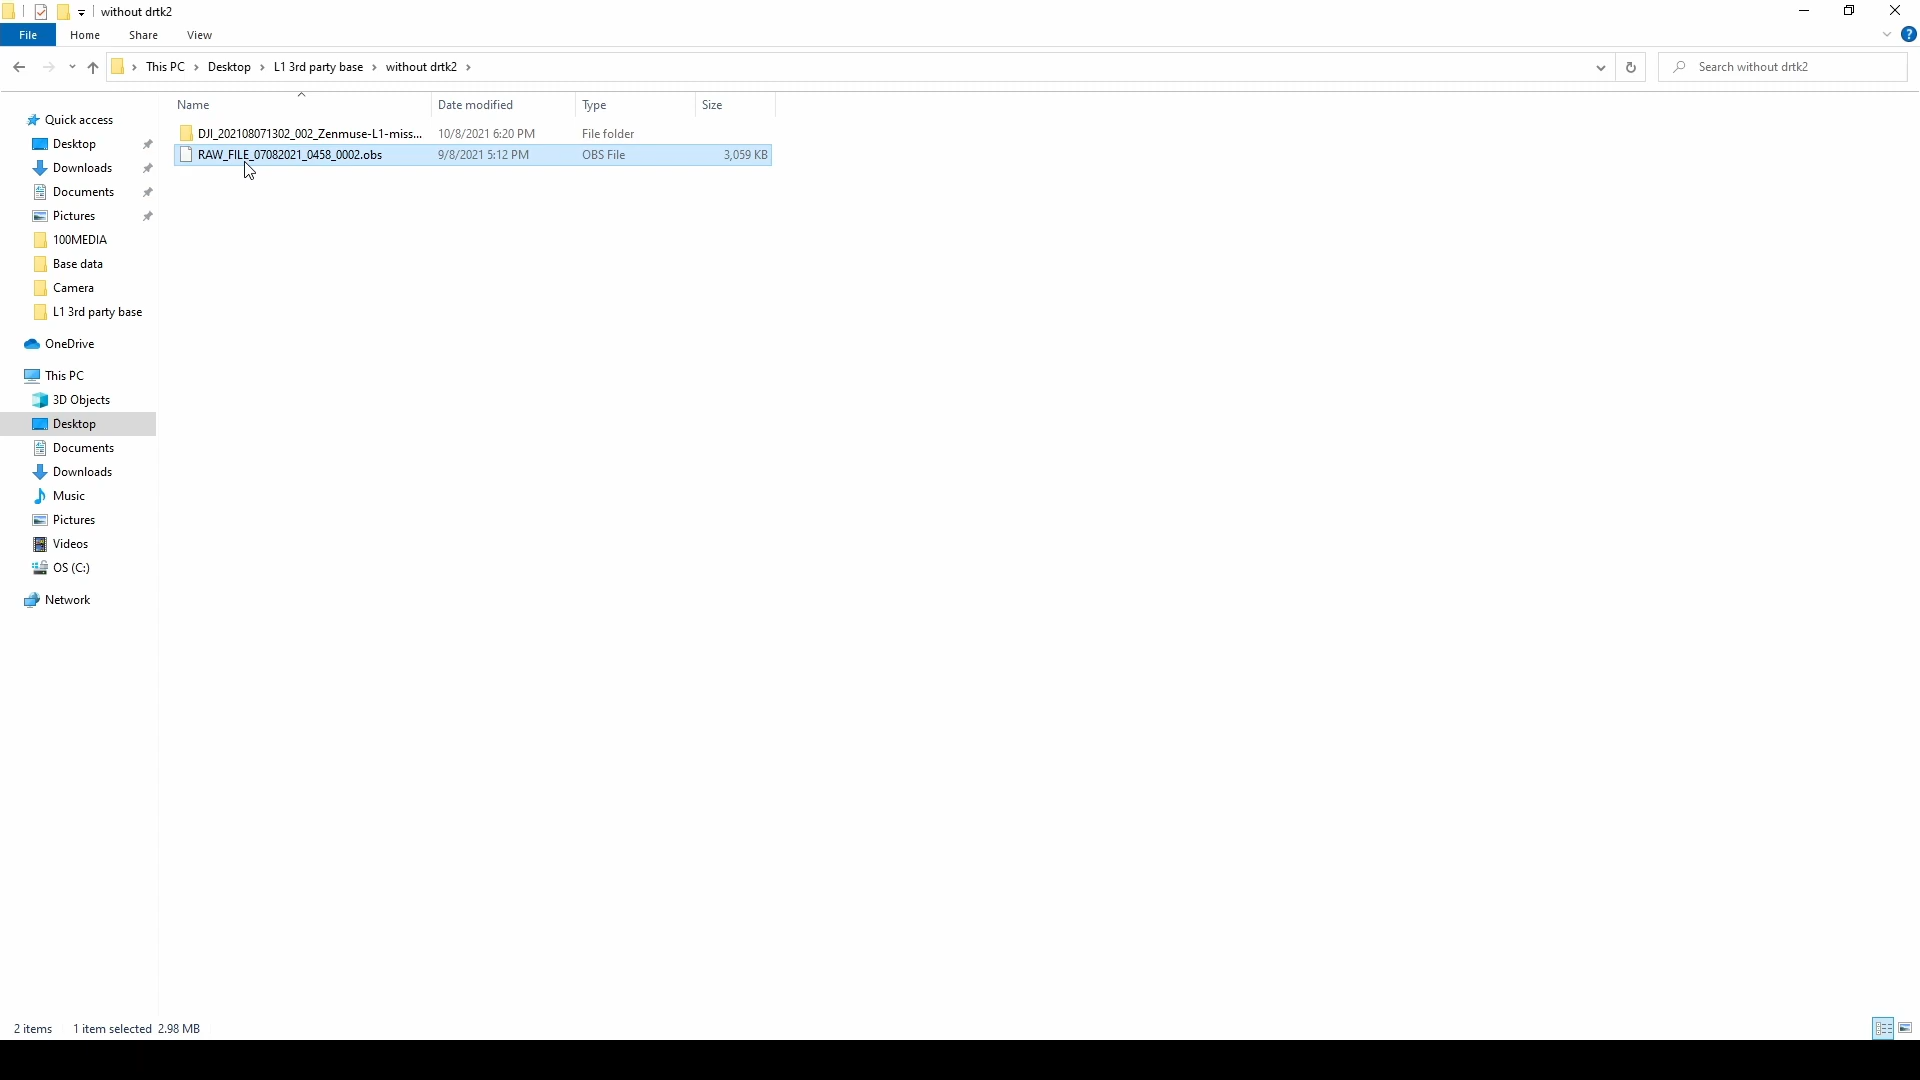 without drtk2
File Home Share View
This PC Desktop L1 3rd party base without drtk2 Search without drtk2
Name Date modified Type Size
DJI_202108071302_002_Zenmuse-L1-miss... 10/8/2021 6:20 PM File folder
RAW_FILE_07082021_0458_0002.obs 9/8/2021 5:12 PM OBS File 3,059 KB
Quick access
Desktop
Downloads
Documents
Pictures
100MEDIA
Base data
Camera
L1 3rd party base
OneDrive
This PC
3D Objects
Desktop
Documents
Downloads
Music
Pictures
Videos
OS (C:)
Network
2 items 1 item selected 2.98 MB